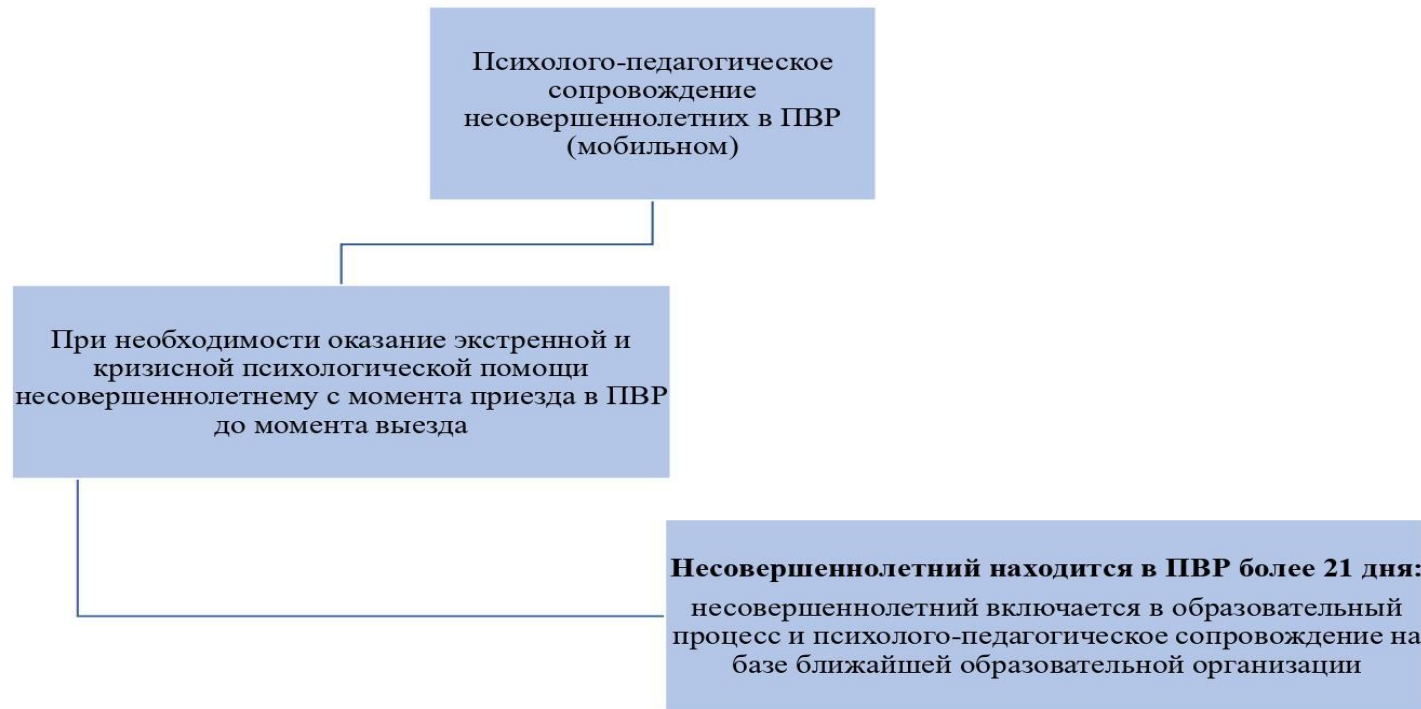 Психолого-педагогическое
сопровождение
несовершеннолетних в ПВР
(мобильном)
При необходимости оказание экстренной и
кризисной психологической помощи
несовершеннолетнему с момента приезда в ПВР
до момента выезда
Несовершеннолетний находится в ПВР более 21 дня:
несовершеннолетний включается в образовательный
процесс и психолого-педагогическое сопровождение на
базе ближайшей образовательной организации